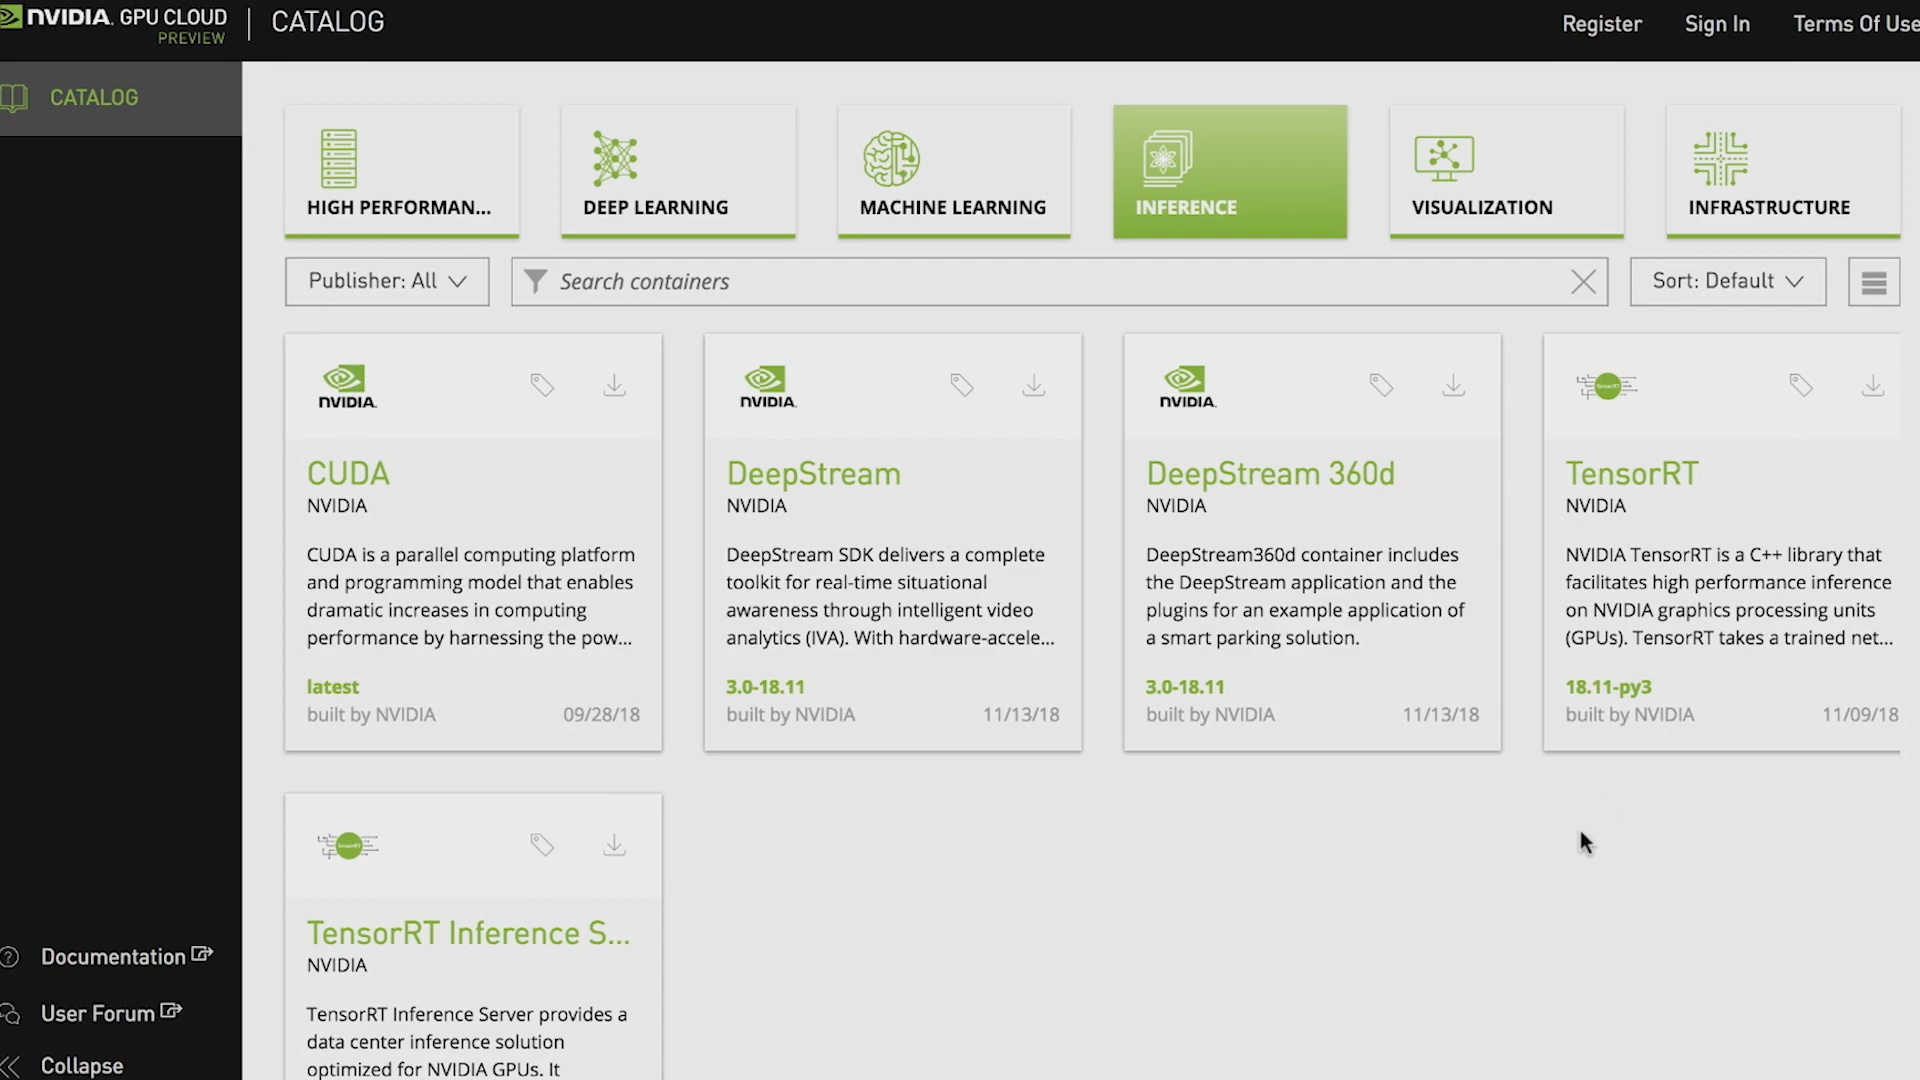 NVIDIA. GPU CLOUD
PREVIEW
CATALOG
Register
Sign In
Terms Of Use
CATALOG
HIGH PERFORMAN...
DEEP LEARNING
MACHINE LEARNING
INFERENCE
VISUALIZATION
INFRASTRUCTURE
Publisher: All
Search containers
Sort: Default
NVIDIA.
CUDA
NVIDIA
CUDA is a parallel computing platform
and programming model that enables
dramatic increases in computing
performance by harnessing the pow...
latest
built by NVIDIA
09/28/18
NVIDIA.
DeepStream
NVIDIA
DeepStream SDK delivers a complete
toolkit for real-time situational
awareness through intelligent video
analytics (IVA). With hardware-accele...
3.0-18.11
built by NVIDIA
11/13/18
NVIDIA.
DeepStream 360d
NVIDIA
DeepStream360d container includes
the DeepStream application and the
plugins for an example application of
a smart parking solution.
3.0-18.11
built by NVIDIA
11/13/18
TensorRT
TensorRT
NVIDIA
NVIDIA TensorRT is a C++ library that
facilitates high performance inference
on NVIDIA graphics processing units
(GPUs). TensorRT takes a trained net...
18.11-py3
built by NVIDIA
11/09/18
TensorRT
TensorRT Inference S...
NVIDIA
TensorRT Inference Server provides a
data center inference solution
optimized for NVIDIA GPUs. It
Documentation
User Forum
Collapse